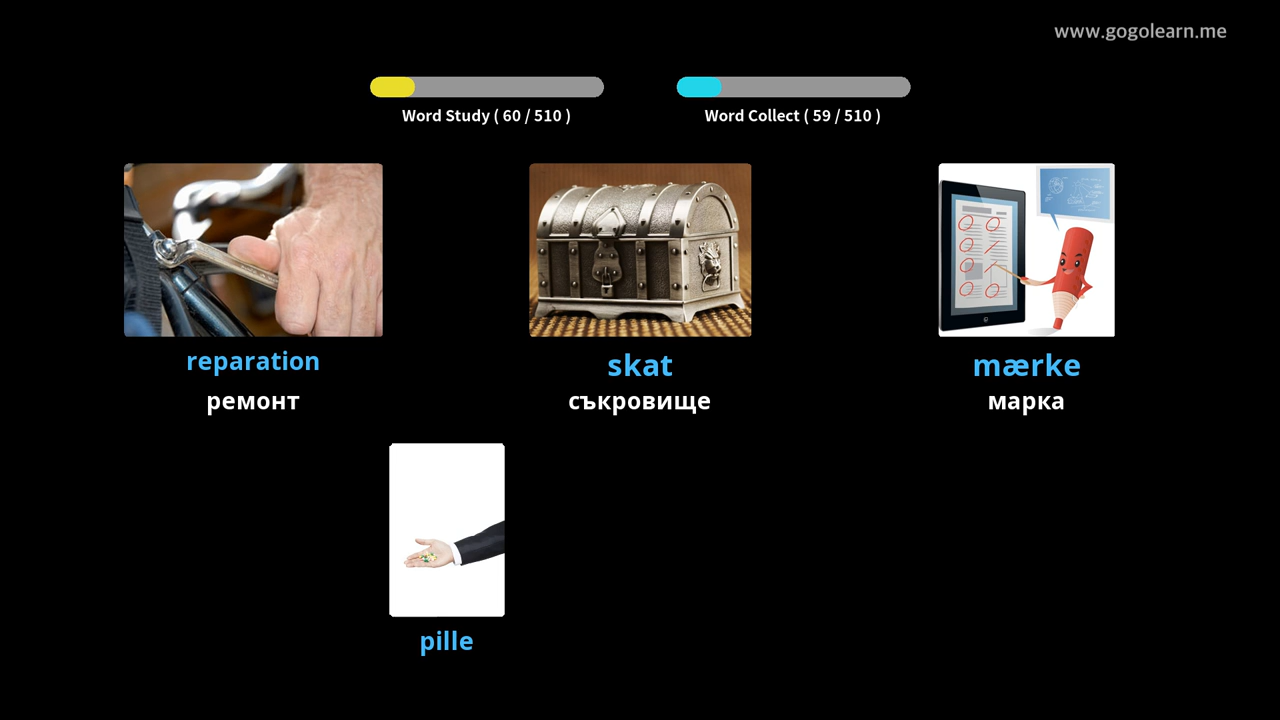 www.gogolearn.me
Word Study ( 60 / 510 )
Word Collect ( 59 / 510 )
reparation
ремонт
skat
съкровище
mærke
марка
pille